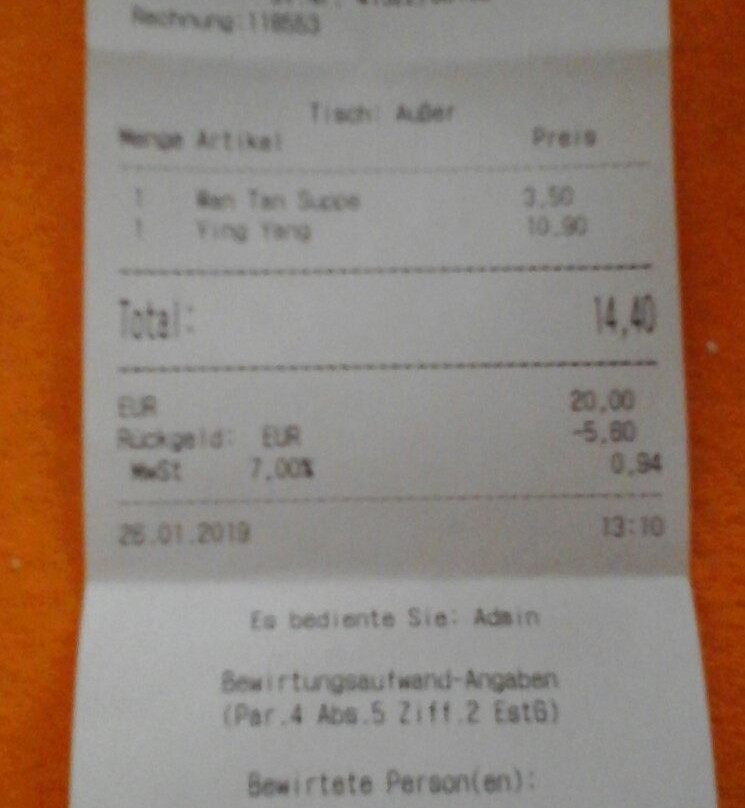 Rechnung:118553
Tisch: Außer
Menge Artikel Preis
1 Wan Tan Suppe 3,50
1 Ying Yang 10,90
Total: 14,40
EUR 20,00
Rückgeld: EUR -5,60
MwSt 7,00% 0,94
26.01.2019 13:10
Es bediente Sie: Admin
Bewirtungsaufwand-Angaben
(Par.4 Abs.5 Ziff.2 EstG)
Bewirtete Person(en):